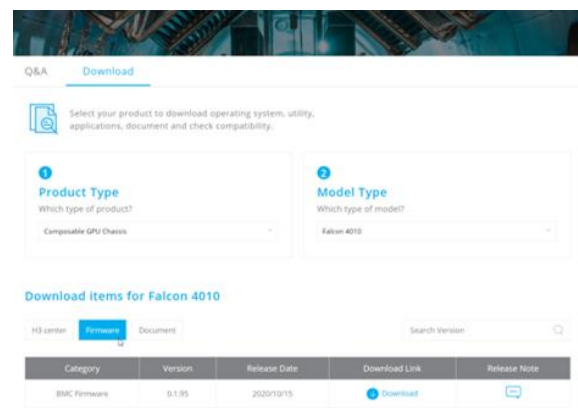 Q&A Download
Select your product to download operating system, utility,
applications, document and check compatibility.
1
Product Type
Which type of product?
Composable GPU Chassis
2
Model Type
Which type of model?
Falcon 4010
Download items for Falcon 4010
H3 center Firmware Document Search Version
Category Version Release Date Download Link Release Note
BMC Firmware 0.1.95 2020/10/15 Download